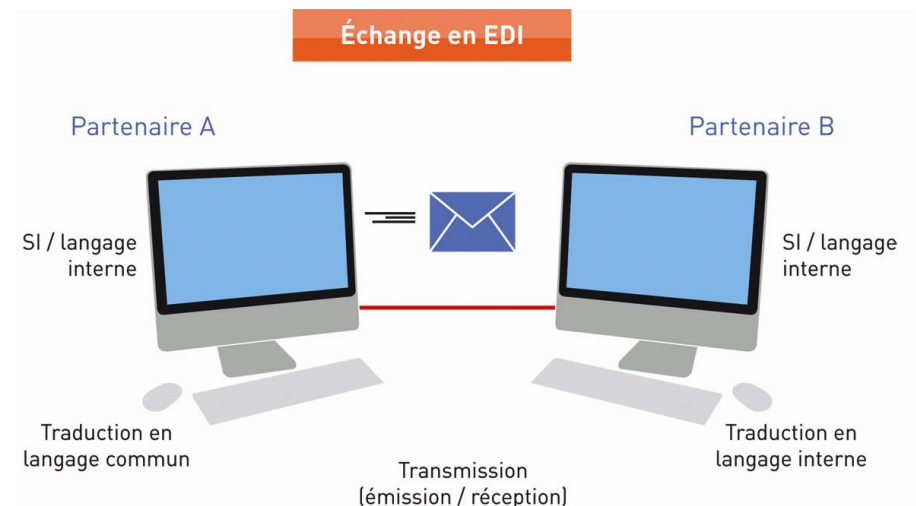 Échange en EDI
Partenaire A
Partenaire B
SI / langage
interne
SI / langage
interne
Traduction en
langage commun
Traduction en
langage interne
Transmission
(émission / réception)